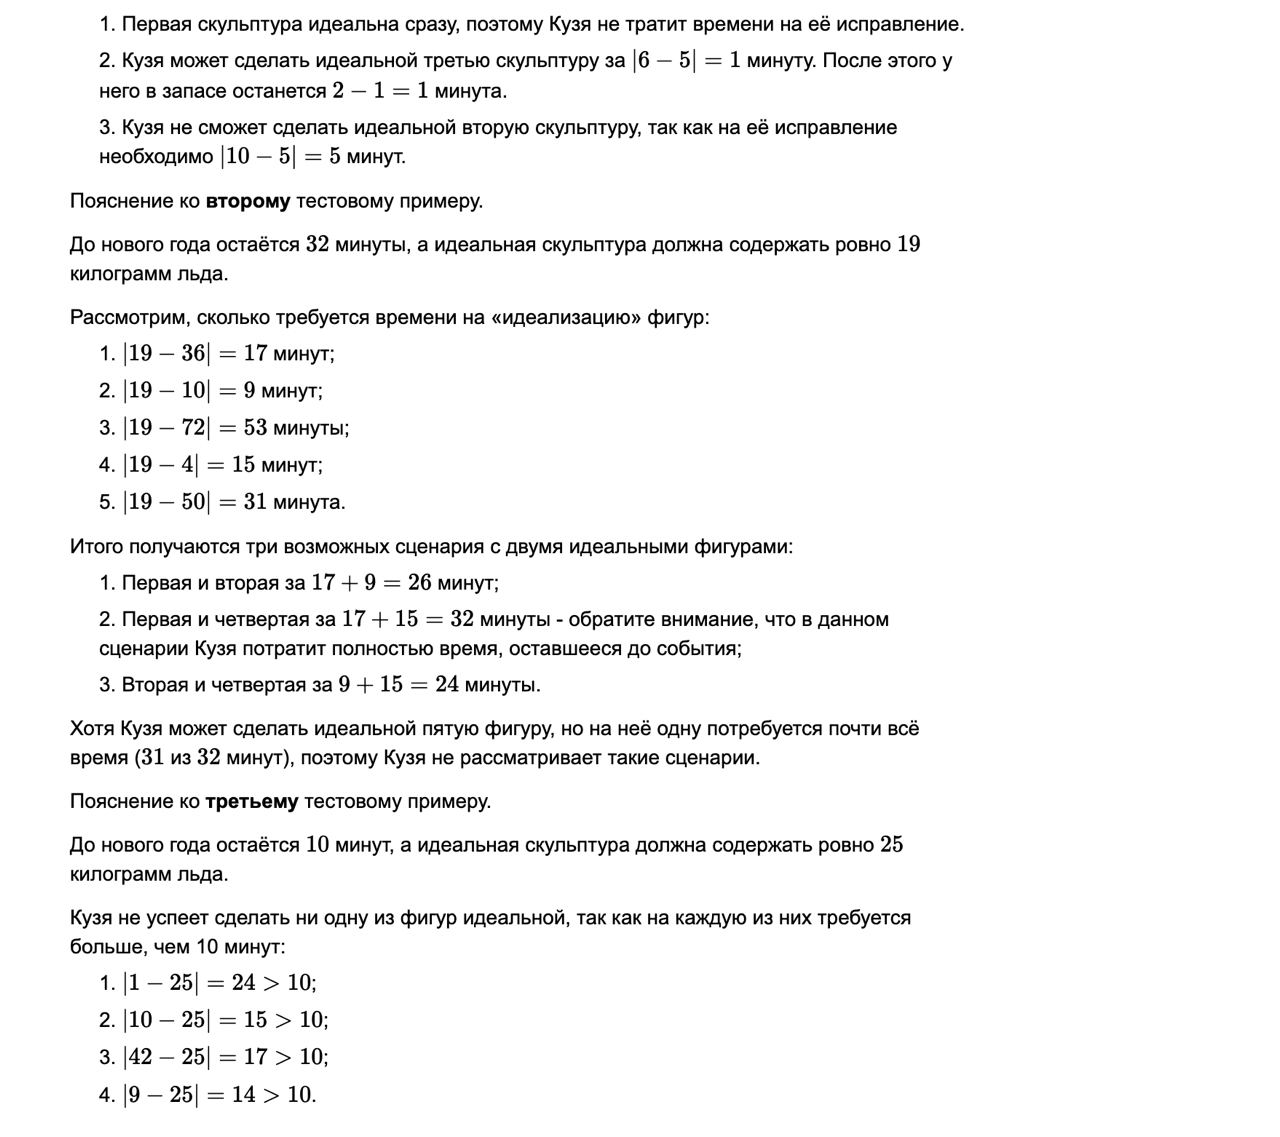 1. Первая скульптура идеальна сразу, поэтому Кузя не тратит времени на её исправление.
2. Кузя может сделать идеальной третью скульптуру за |6 − 5| = 1 минуту. После этого у
него в запасе останется 2 − 1 = 1 минута.
3. Кузя не сможет сделать идеальной вторую скульптуру, так как на её исправление
необходимо |10 − 5| = 5 минут.
Пояснение ко второму тестовому примеру.
До нового года остаётся 32 минуты, а идеальная скульптура должна содержать ровно 19
килограмм льда.
Рассмотрим, сколько требуется времени на «идеализацию» фигур:
1. |19 − 36| = 17 минут;
2. |19 − 10| = 9 минут;
3. |19 − 72| = 53 минуты;
4. |19 − 4| = 15 минут;
5. |19 − 50| = 31 минута.
Итого получаются три возможных сценария с двумя идеальными фигурами:
1. Первая и вторая за 17 + 9 = 26 минут;
2. Первая и четвертая за 17 + 15 = 32 минуты - обратите внимание, что в данном
сценарии Кузя потратит полностью время, оставшееся до события;
3. Вторая и четвертая за 9 + 15 = 24 минуты.
Хотя Кузя может сделать идеальной пятую фигуру, но на неё одну потребуется почти всё
время (31 из 32 минут), поэтому Кузя не рассматривает такие сценарии.
Пояснение ко третьему тестовому примеру.
До нового года остаётся 10 минут, а идеальная скульптура должна содержать ровно 25
килограмм льда.
Кузя не успеет сделать ни одну из фигур идеальной, так как на каждую из них требуется
больше, чем 10 минут:
1. |1 − 25| = 24 > 10;
2. |10 − 25| = 15 > 10;
3. |42 − 25| = 17 > 10;
4. |9 − 25| = 14 > 10.